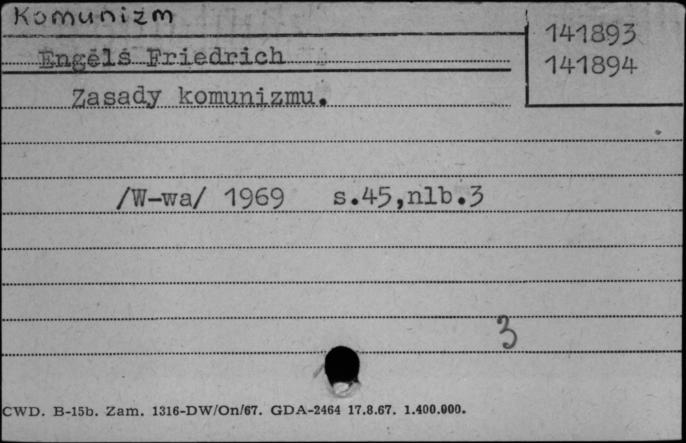 Komunizm
141893
Engels Friedrich
141894
Zasady komunizmu.
/W-wa/ 1969 s.45,nlb.3
3
CWD. B-15b. Zam. 1316-DW/On/67. GDA-2464 17.8.67. 1.400.000.